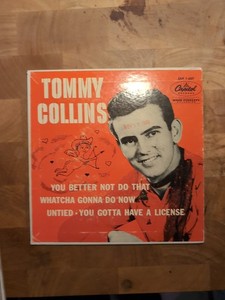 TOMMY
COLLINS
Capitol
YOU BETTER NOT DO THAT
WHATCHA GONNA DO NOW
UNTIED • YOU GOTTA HAVE A LICENSE